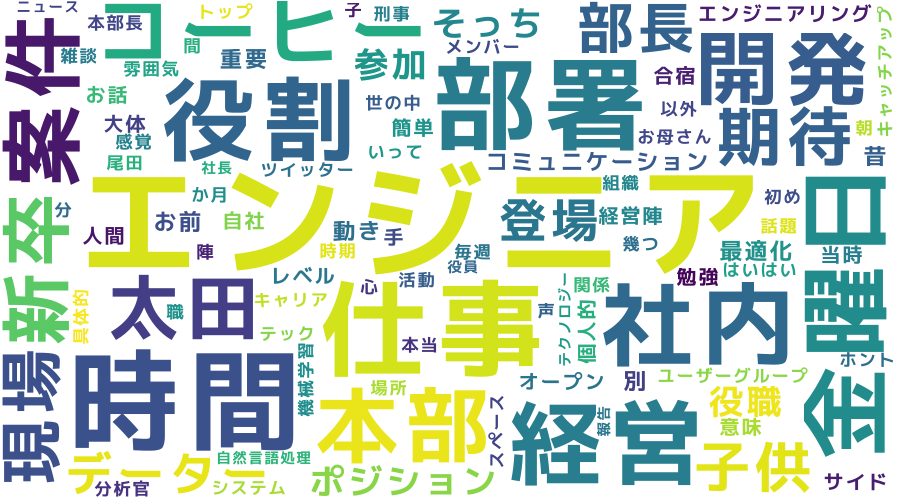 ニュース
本部長
トップ
子
刑事
コーヒー
そっち
部長
エンジニアリング
案件
雑談
間
重要
メンバー
参加
キャッチアップ
雰囲気
役割
部署
合宿
開発
お話
世の中
以外
期待
大体
簡単
お母さん
朝
感覚
いって
昔
尾田
社長
ツイッター
コミュニケーション
エンジニア
組織
初め
か月
登場
日
新卒
分
お前
自社
動き
手
経営陣
話題
人間
陣
時期
毎週
幾つ
最適化
当時
役員
はいはい
太田
レベル
心
活動
関係
勉強
金曜
具体的
職
キャリア
仕事
声
テクノロジー
個人的
社内
テック
本当
ホント
現場
時間
機械学習
場所
オープン
別
ユーザーグループ
本部
スペース
経営
報告
役職
意味
データー
自然言語処理
子供
分析官
システム
ポジション
サイド